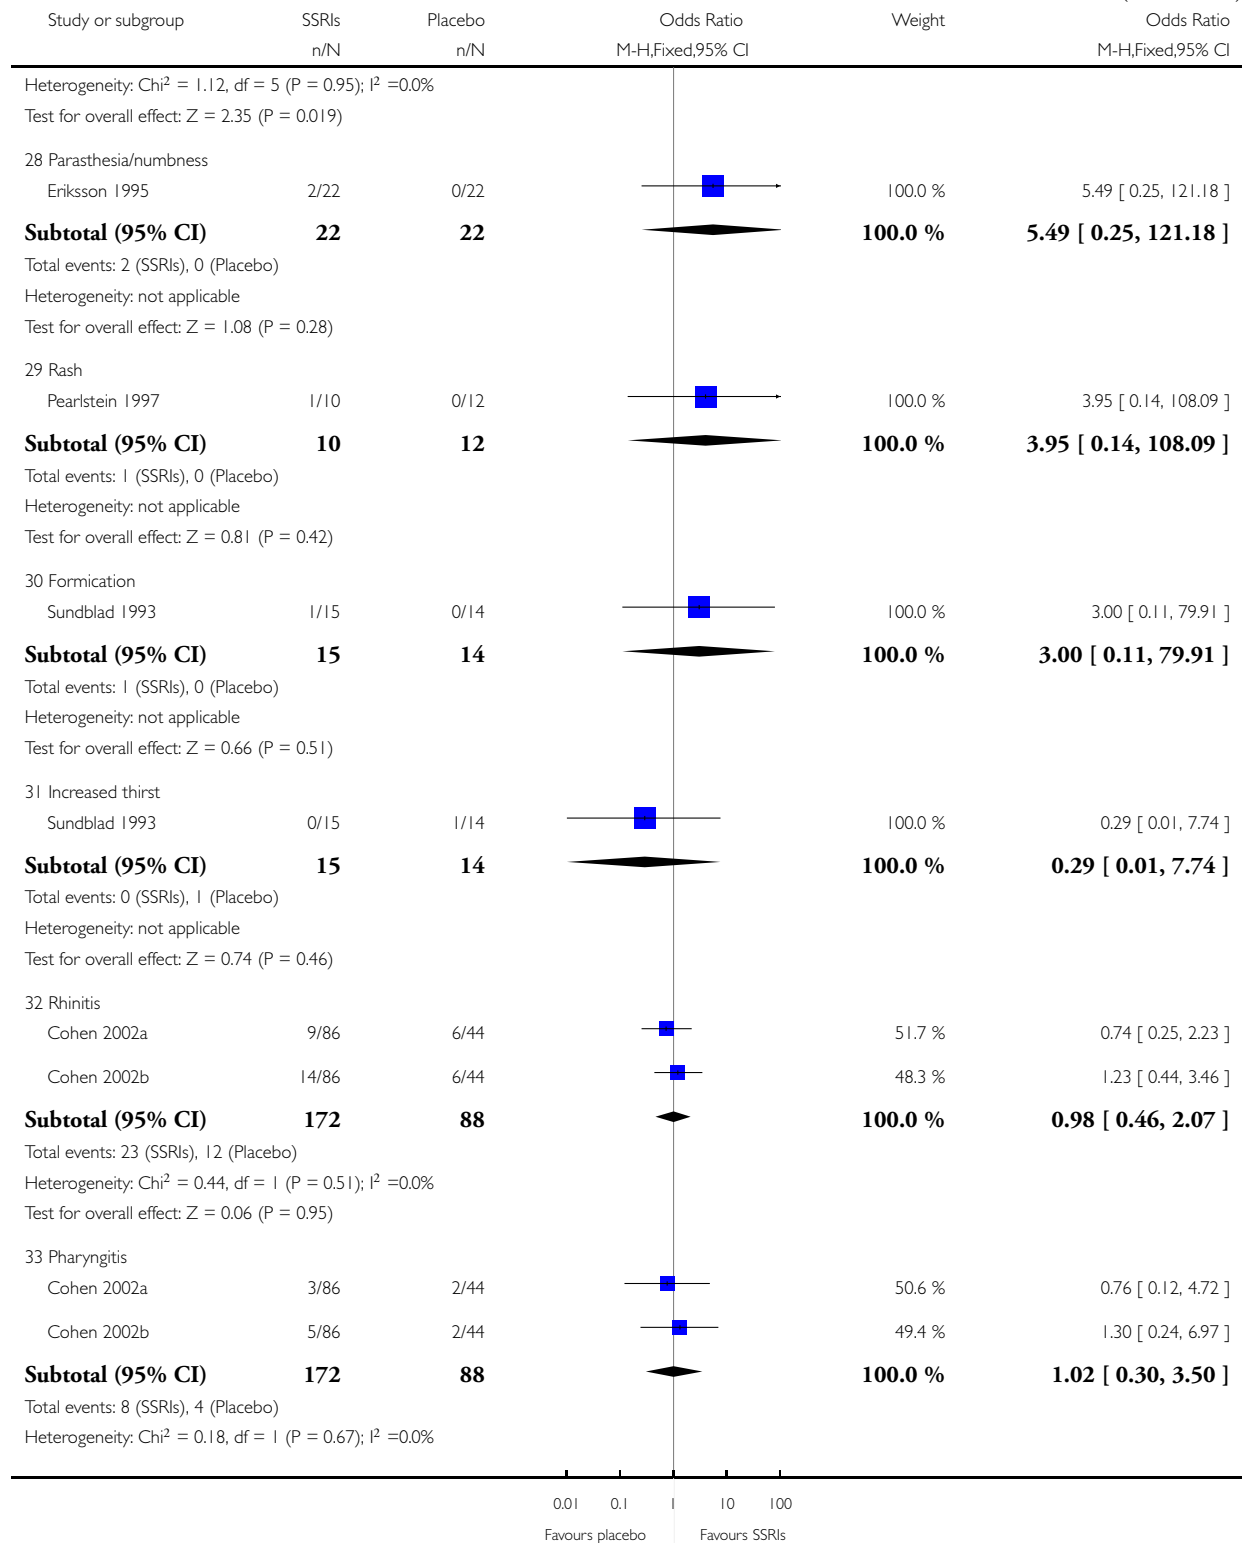 Study or subgroup SSRIs Placebo Odds Ratio Weight Odds Ratio
n/N n/N M-H,Fixed,95% CI M-H,Fixed,95% CI
Heterogeneity: Chi² = 1.12, df = 5 (P = 0.95); I² =0.0%
Test for overall effect: Z = 2.35 (P = 0.019)
28 Parasthesia/numbness
Eriksson 1995 2/22 0/22 100.0 % 5.49 [ 0.25, 121.18 ]
Subtotal (95% CI) 22 22 100.0 % 5.49 [ 0.25, 121.18 ]
Total events: 2 (SSRIs), 0 (Placebo)
Heterogeneity: not applicable
Test for overall effect: Z = 1.08 (P = 0.28)
29 Rash
Pearlstein 1997 1/10 0/12 100.0 % 3.95 [ 0.14, 108.09 ]
Subtotal (95% CI) 10 12 100.0 % 3.95 [ 0.14, 108.09 ]
Total events: 1 (SSRIs), 0 (Placebo)
Heterogeneity: not applicable
Test for overall effect: Z = 0.81 (P = 0.42)
30 Formication
Sundblad 1993 1/15 0/14 100.0 % 3.00 [ 0.11, 79.91 ]
Subtotal (95% CI) 15 14 100.0 % 3.00 [ 0.11, 79.91 ]
Total events: 1 (SSRIs), 0 (Placebo)
Heterogeneity: not applicable
Test for overall effect: Z = 0.66 (P = 0.51)
31 Increased thirst
Sundblad 1993 0/15 1/14 100.0 % 0.29 [ 0.01, 7.74 ]
Subtotal (95% CI) 15 14 100.0 % 0.29 [ 0.01, 7.74 ]
Total events: 0 (SSRIs), 1 (Placebo)
Heterogeneity: not applicable
Test for overall effect: Z = 0.74 (P = 0.46)
32 Rhinitis
Cohen 2002a 9/86 6/44 51.7 % 0.74 [ 0.25, 2.23 ]
Cohen 2002b 14/86 6/44 48.3 % 1.23 [ 0.44, 3.46 ]
Subtotal (95% CI) 172 88 100.0 % 0.98 [ 0.46, 2.07 ]
Total events: 23 (SSRIs), 12 (Placebo)
Heterogeneity: Chi² = 0.44, df = 1 (P = 0.51); I² =0.0%
Test for overall effect: Z = 0.06 (P = 0.95)
33 Pharyngitis
Cohen 2002a 3/86 2/44 50.6 % 0.76 [ 0.12, 4.72 ]
Cohen 2002b 5/86 2/44 49.4 % 1.30 [ 0.24, 6.97 ]
Subtotal (95% CI) 172 88 100.0 % 1.02 [ 0.30, 3.50 ]
Total events: 8 (SSRIs), 4 (Placebo)
Heterogeneity: Chi² = 0.18, df = 1 (P = 0.67); I² =0.0%
0.01 0.1 1 10 100
Favours placebo Favours SSRIs